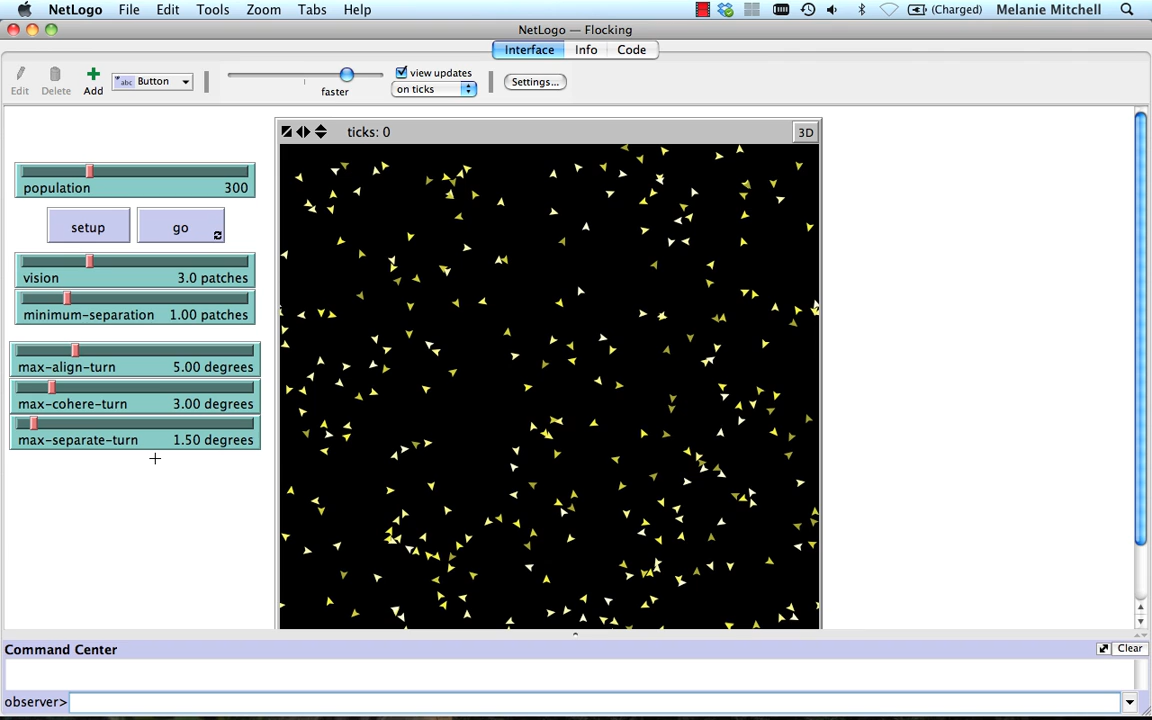 NetLogo File Edit Tools Zoom Tabs Help (Charged) Melanie Mitchell
NetLogo — Flocking
Interface Info Code
Edit Delete Add abc Button faster view updates on ticks Settings...
ticks: 0 3D
population 300
setup go
vision 3.0 patches
minimum-separation 1.00 patches
max-align-turn 5.00 degrees
max-cohere-turn 3.00 degrees
max-separate-turn 1.50 degrees
Command Center Clear
observer>